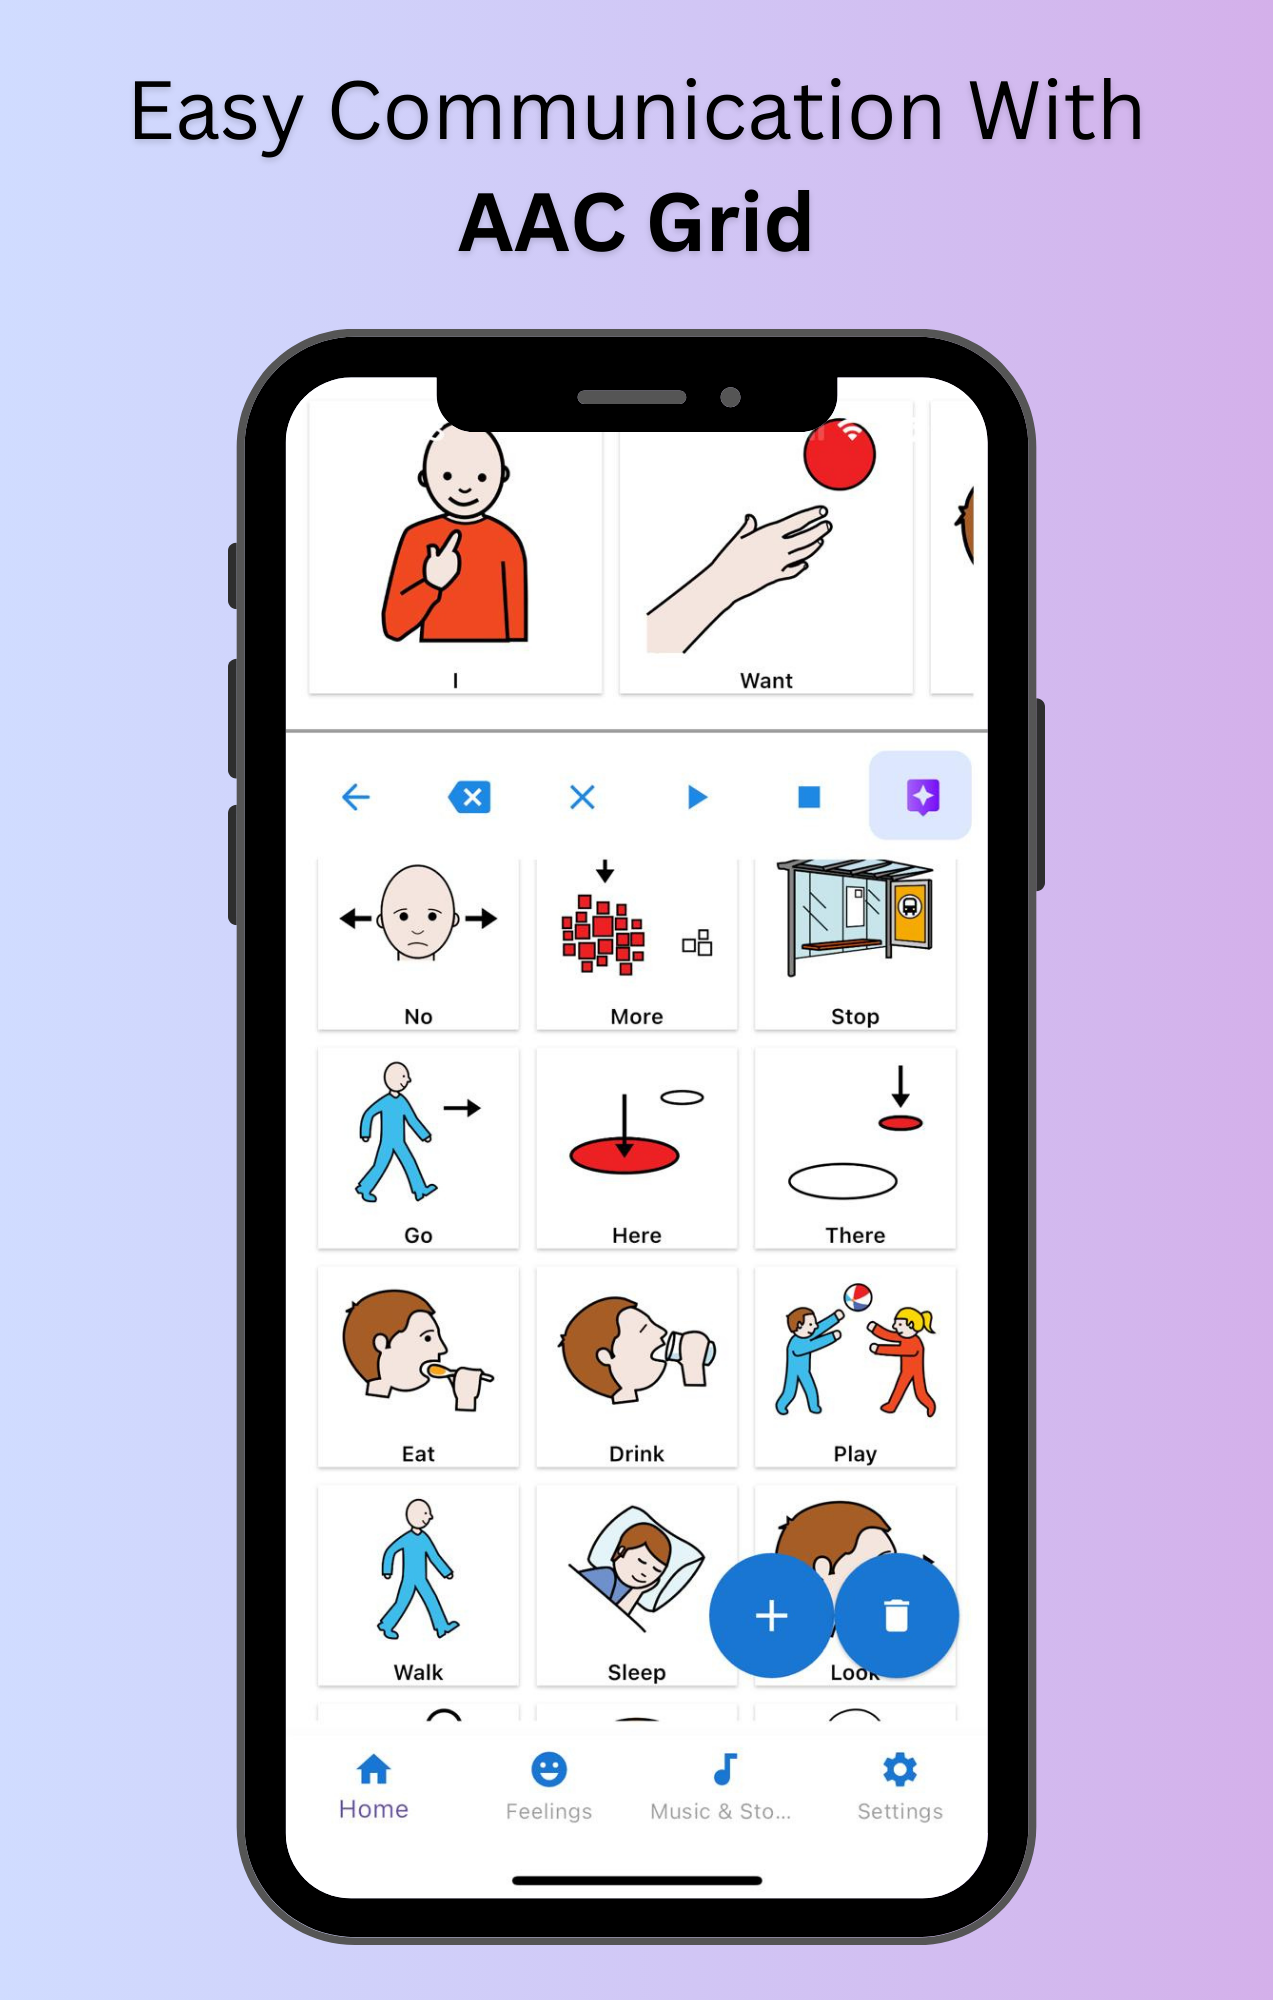 Easy Communication With
AAC Grid
I
Want
No
More
Stop
Go
Here
There
Eat
Drink
Play
Walk
Sleep
Look
Home
Feelings
Music & Sto...
Settings